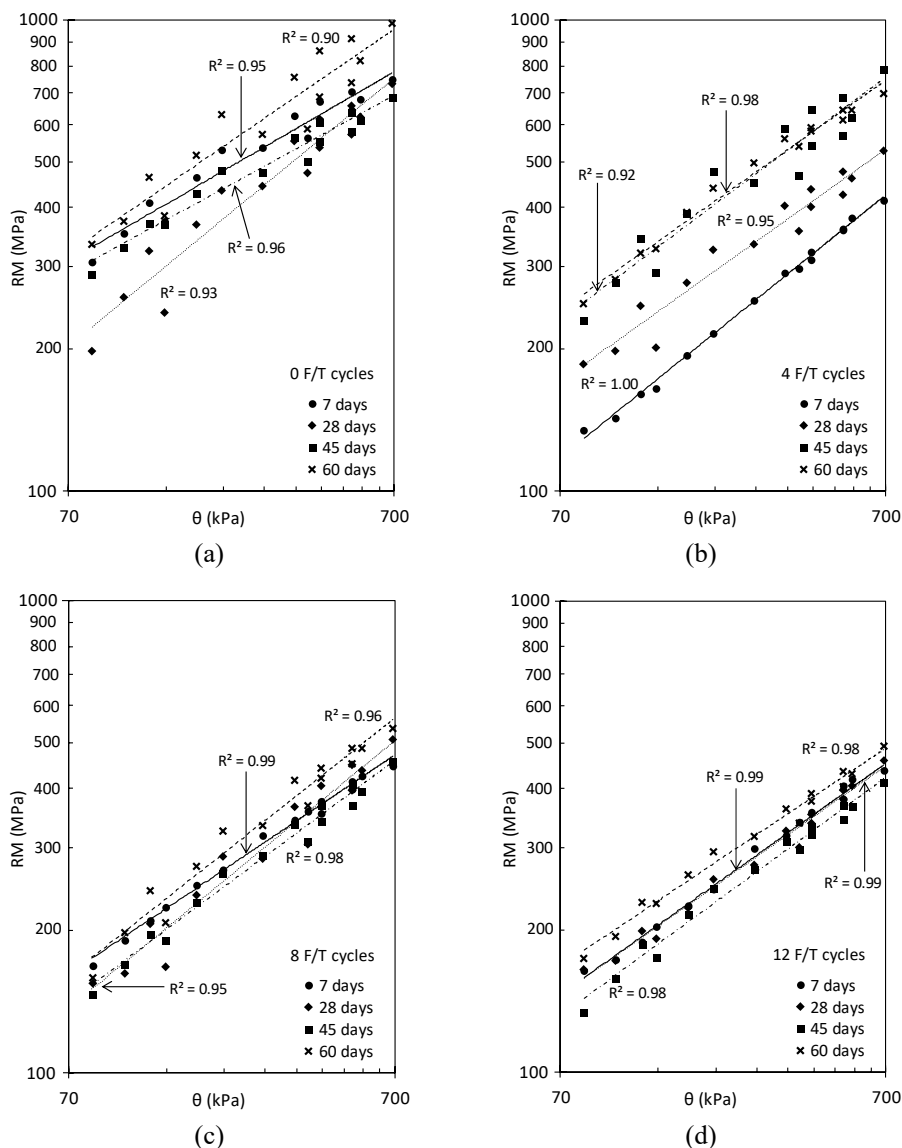 1000
900
800
700
600
500
400
300
200
100
RM (MPa)
R² = 0.90
R² = 0.95
R² = 0.96
R² = 0.93
0 F/T cycles
7 days
28 days
45 days
60 days
70
700
θ (kPa)
(a)
1000
900
800
700
600
500
400
300
200
100
RM (MPa)
R² = 0.98
R² = 0.92
R² = 0.95
R² = 1.00
4 F/T cycles
7 days
28 days
45 days
60 days
70
700
θ (kPa)
(b)
1000
900
800
700
600
500
400
300
200
100
RM (MPa)
R² = 0.96
R² = 0.99
R² = 0.98
R² = 0.95
8 F/T cycles
7 days
28 days
45 days
60 days
70
700
θ (kPa)
(c)
1000
900
800
700
600
500
400
300
200
100
RM (MPa)
R² = 0.98
R² = 0.99
R² = 0.99
R² = 0.98
12 F/T cycles
7 days
28 days
45 days
60 days
70
700
θ (kPa)
(d)